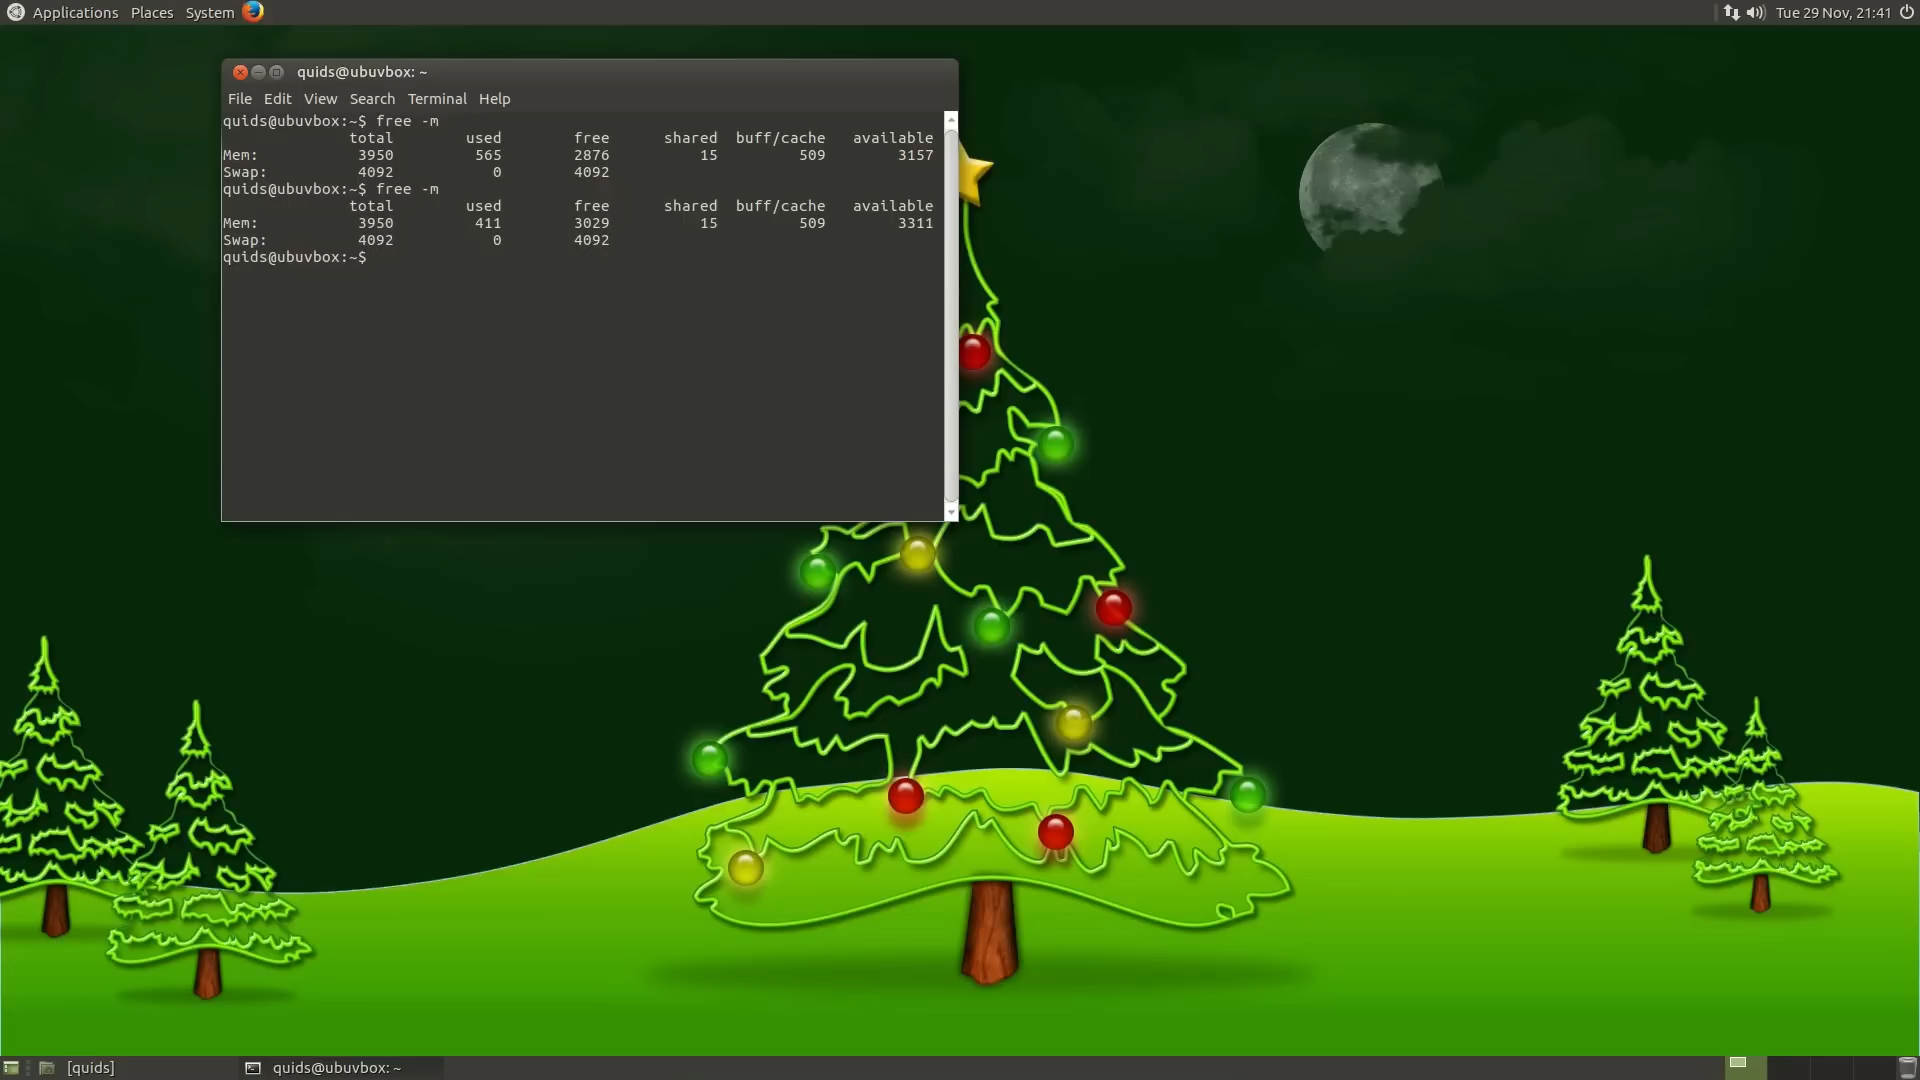 Applications Places System
Tue 29 Nov, 21:41
quids@ubuvbox: ~
File Edit View Search Terminal Help
quids@ubuvbox:~$ free -m
total used free shared buff/cache available
Mem: 3950 565 2876 15 509 3157
Swap: 4092 0 4092
quids@ubuvbox:~$ free -m
total used free shared buff/cache available
Mem: 3950 411 3029 15 509 3311
Swap: 4092 0 4092
quids@ubuvbox:~$
[quids]
quids@ubuvbox: ~